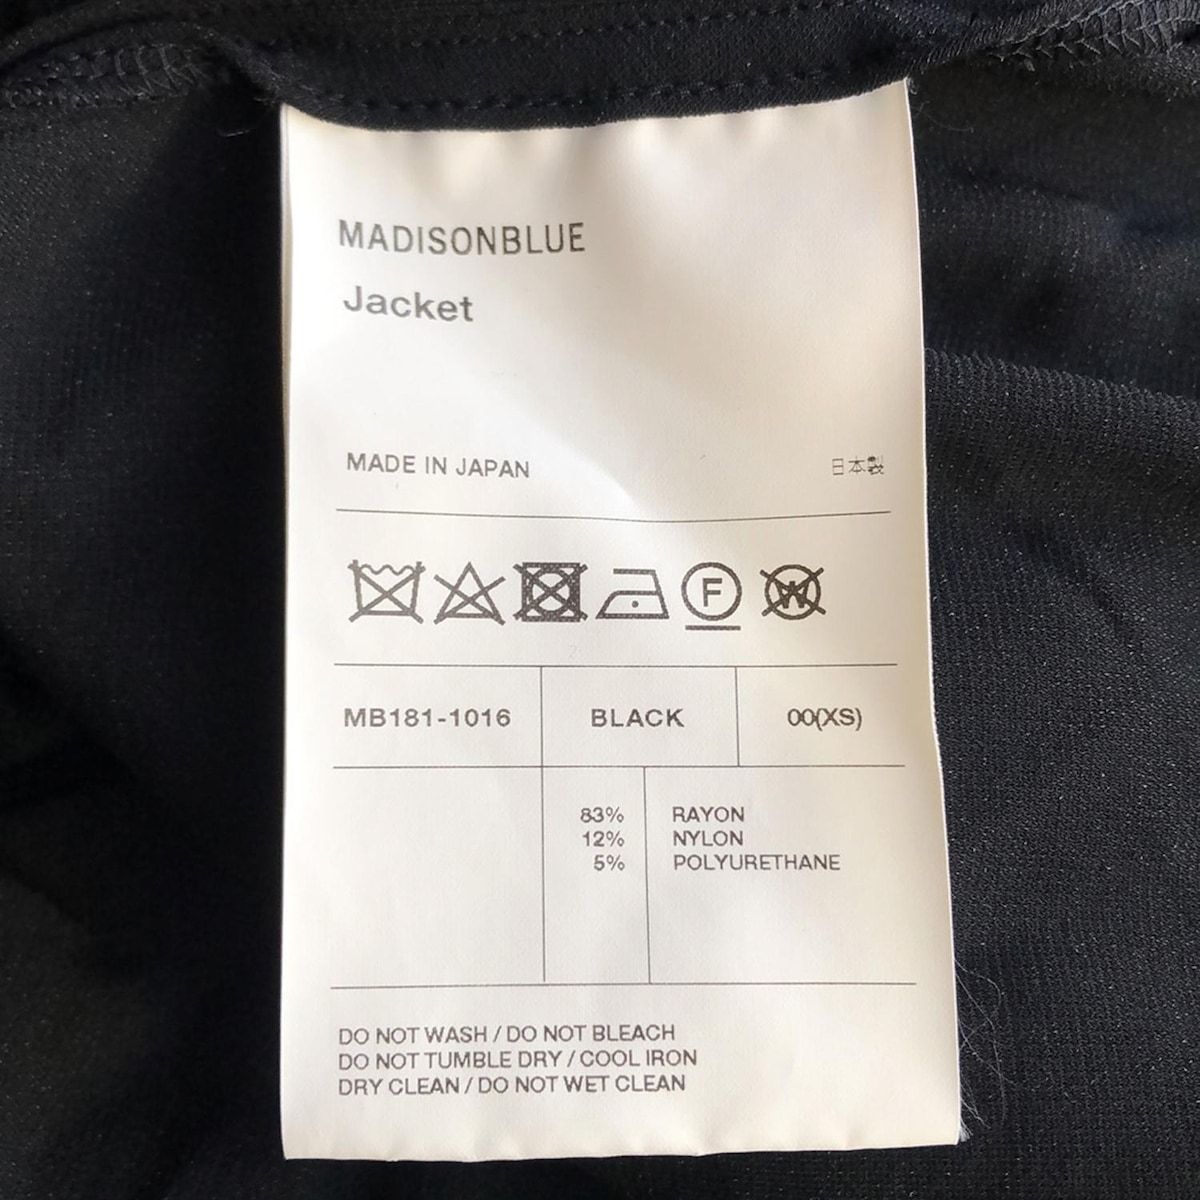 MADISONBLUE
Jacket
MADE IN JAPAN 日本製
F W
MB181-1016 BLACK 00(XS)
83% RAYON
12% NYLON
5% POLYURETHANE
DO NOT WASH / DO NOT BLEACH
DO NOT TUMBLE DRY / COOL IRON
DRY CLEAN / DO NOT WET CLEAN